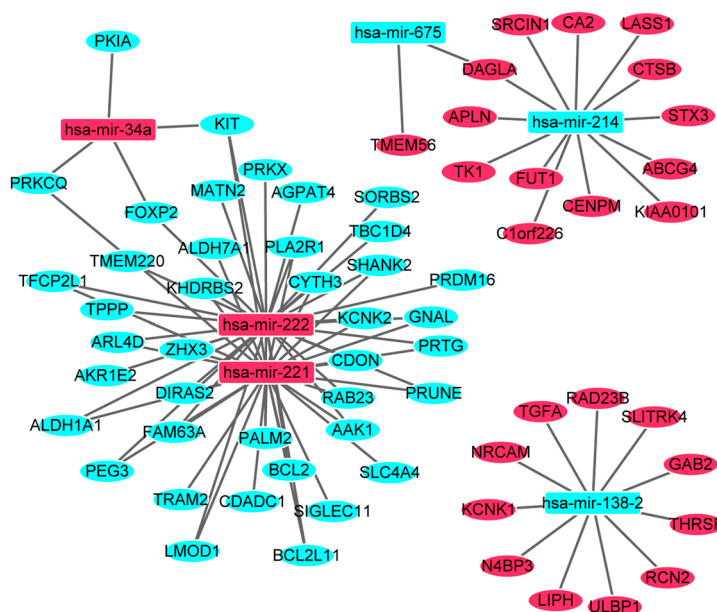 SRCIN1
CA2
LASS1
PKIA
hsa-mir-675
DAGLA
CTSB
hsa-mir-34a
KIT
APLN
hsa-mir-214
STX3
TMEM56
PRKCQ
PRKX
MATN2
AGPAT4
TK1
FUT1
ABCG4
FOXP2
SORBS2
CENPM
KIAA0101
TBC1D4
C1orf226
ALDH7A1
PLA2R1
TMEM220
SHANK2
TFCP2L1
KHDRBS2
CYTH3
PRDM16
TPPP
hsa-mir-222
KCNK2
GNAL
ARL4D
ZHX3
CDON
PRTG
AKR1E2
hsa-mir-221
DIRAS2
RAB23
PRUNE
RAD23B
TGFA
SLITRK4
ALDH1A1
FAM63A
PALM2
AAK1
NRCAM
GAB2
PEG3
BCL2
SLC4A4
TRAM2
CDADC1
SIGLEC11
KCNK1
hsa-mir-138-2
LMOD1
BCL2L11
N4BP3
RCN2
LIPH
ULBP1